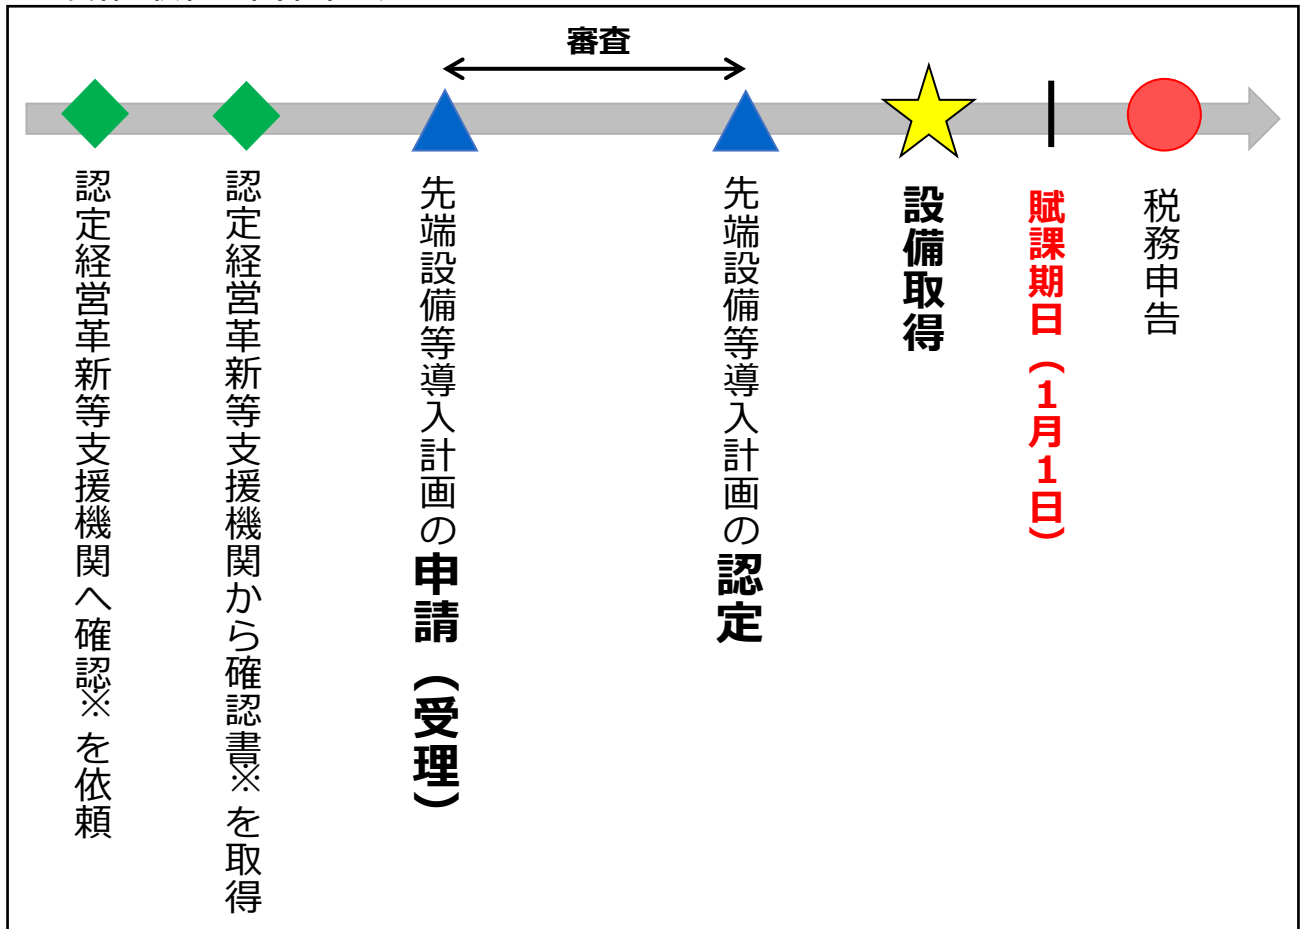 審査
認定経営革新等支援機関へ確認※を依頼
認定経営革新等支援機関から確認書※を取得
先端設備等導入計画の申請（受理）
先端設備等導入計画の認定
設備取得
賦課期日（１月１日）
税務申告